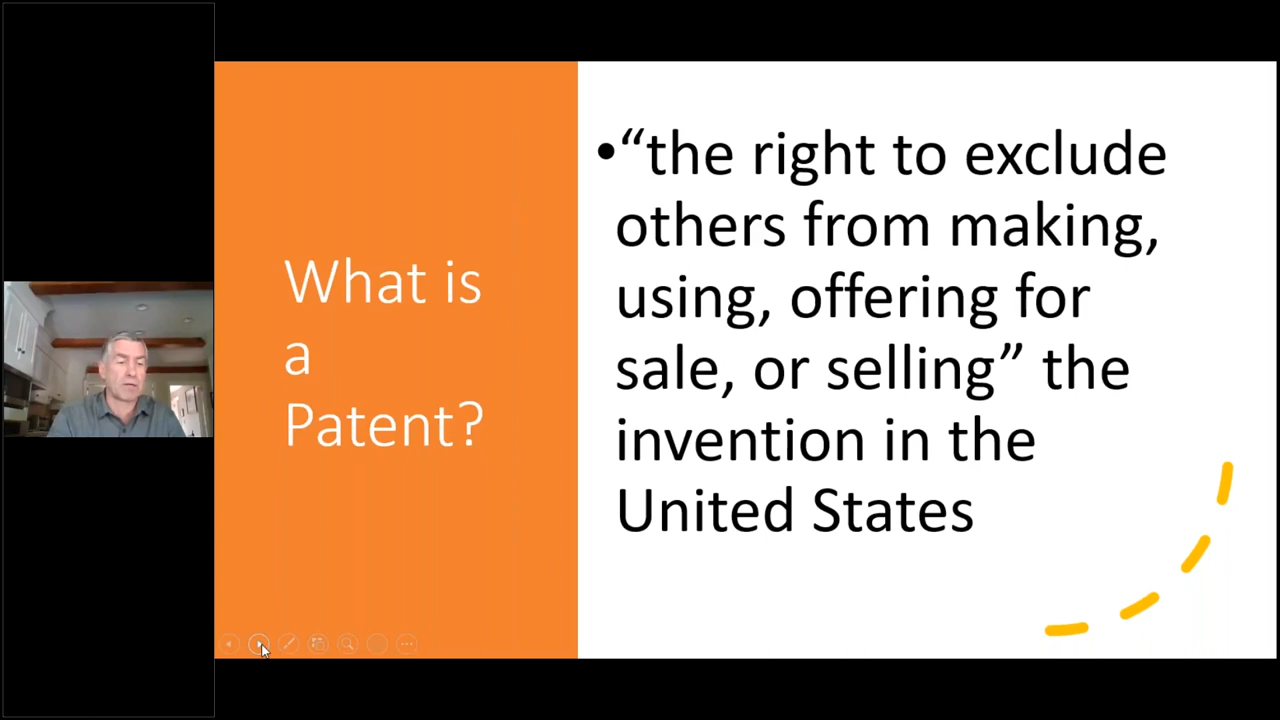 What is
a
Patent?
•“the right to exclude
others from making,
using, offering for
sale, or selling” the
invention in the
United States